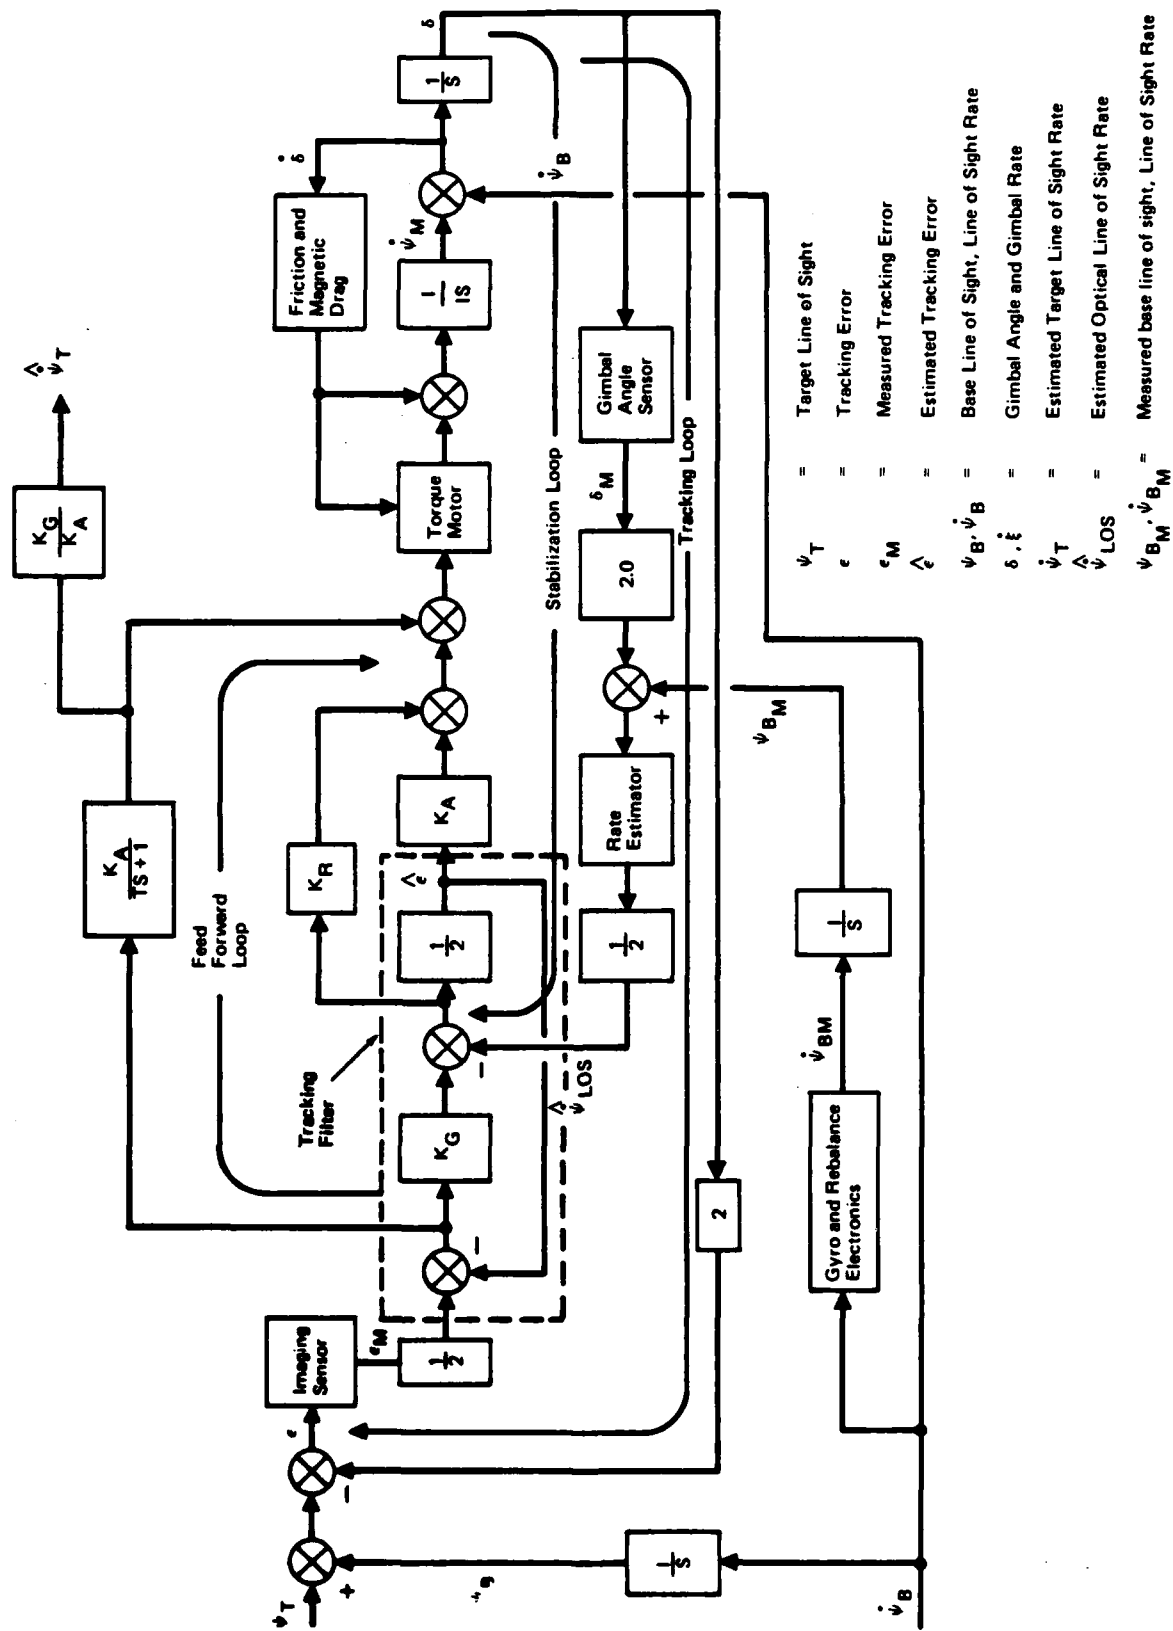 ψ̇_T
+
ψ_B
1/S
ψ̇_B
−
ϵ
Imaging
Sensor
ϵ_M
1/2
−
Tracking
Filter
K_G
−
1/2
ϵ̂
K_A
K_R
Feed
Forward
Loop
K_A / TS + 1
K_G / K_A
ψ̇̂_T
Torque
Motor
Friction and
Magnetic
Drag
δ̇
1/IS
ψ̇_M
1/S
δ
ψ̇_B
Stabilization Loop
Tracking Loop
Gimbal
Angle
Sensor
δ_M
2.0
+
Rate
Estimator
1/2
ψ̇̂_LOS
2
Gyro and Rebalance
Electronics
ψ̇_BM
1/S
ψ_B_M
ψ_T = Target Line of Sight
ϵ = Tracking Error
ϵ_M = Measured Tracking Error
ϵ̂ = Estimated Tracking Error
ψ_B, ψ̇_B = Base Line of Sight, Line of Sight Rate
δ, ξ̇ = Gimbal Angle and Gimbal Rate
ψ̇_T = Estimated Target Line of Sight Rate
ψ̇̂_LOS = Estimated Optical Line of Sight Rate
ψ_B_M, ψ̇_B_M = Measured base line of sight, Line of Sight Rate